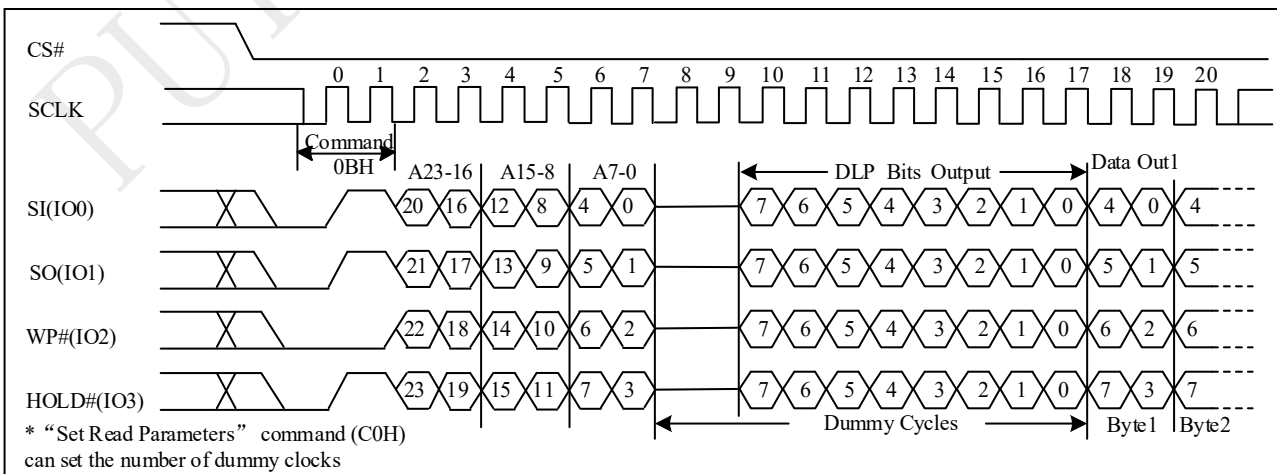 PUY
CS#
0 1 2 3 4 5 6 7 8 9 10 11 12 13 14 15 16 17 18 19 20
SCLK
Command
0BH
A23-16 A15-8 A7-0 DLP Bits Output Data Out1
SI(IO0) 20 16 12 8 4 0 7 6 5 4 3 2 1 0 4 0 4
SO(IO1) 21 17 13 9 5 1 7 6 5 4 3 2 1 0 5 1 5
WP#(IO2) 22 18 14 10 6 2 7 6 5 4 3 2 1 0 6 2 6
HOLD#(IO3) 23 19 15 11 7 3 7 6 5 4 3 2 1 0 7 3 7
Dummy Cycles Byte1 Byte2
* “Set Read Parameters” command (C0H)
can set the number of dummy clocks